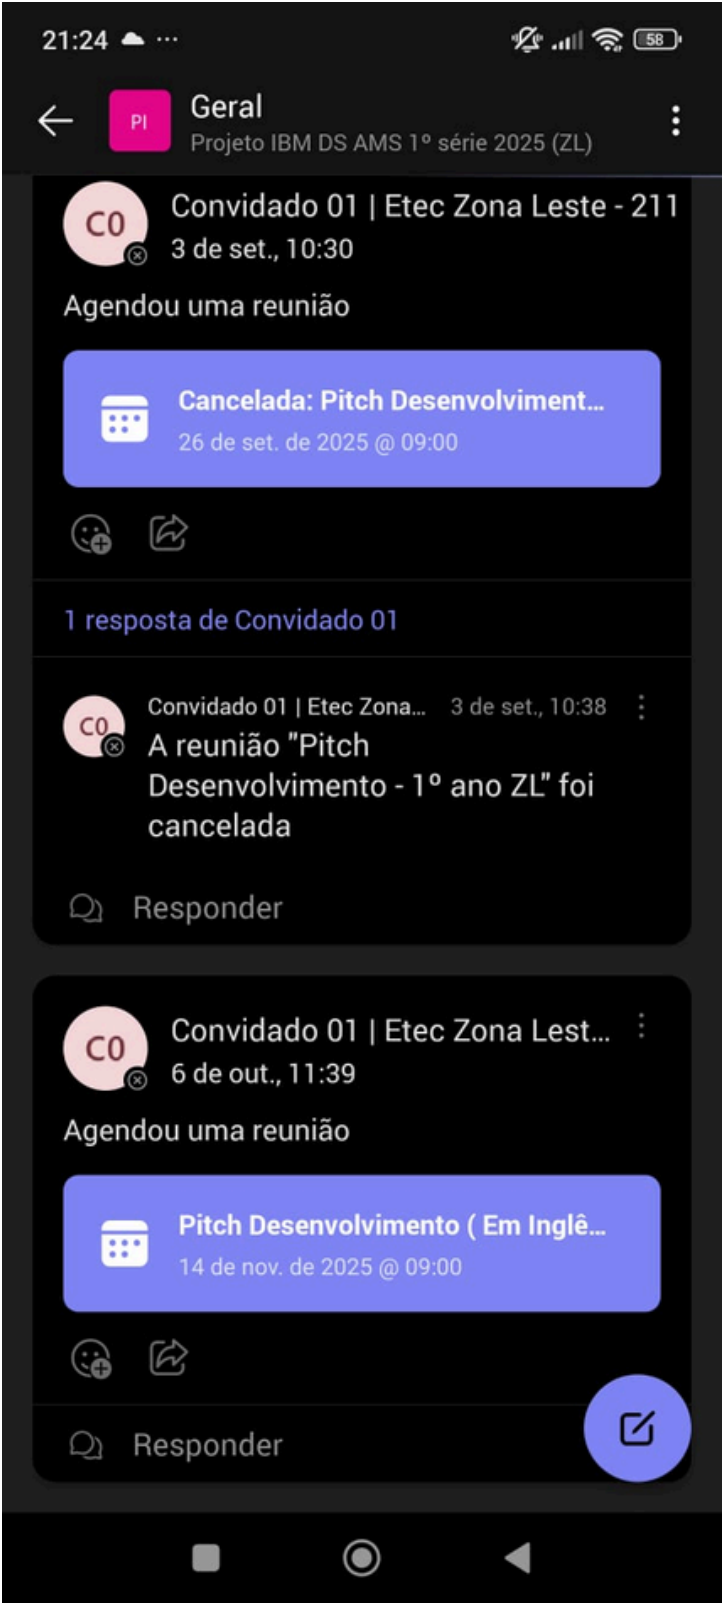 21:24
58
PI
Geral
Projeto IBM DS AMS 1º série 2025 (ZL)
C0
Convidado 01 | Etec Zona Leste - 211
3 de set., 10:30
Agendou uma reunião
Cancelada: Pitch Desenvolviment...
26 de set. de 2025 @ 09:00
1 resposta de Convidado 01
C0
Convidado 01 | Etec Zona... 3 de set., 10:38
A reunião "Pitch
Desenvolvimento - 1º ano ZL" foi
cancelada
Responder
C0
Convidado 01 | Etec Zona Lest...
6 de out., 11:39
Agendou uma reunião
Pitch Desenvolvimento ( Em Inglê...
14 de nov. de 2025 @ 09:00
Responder